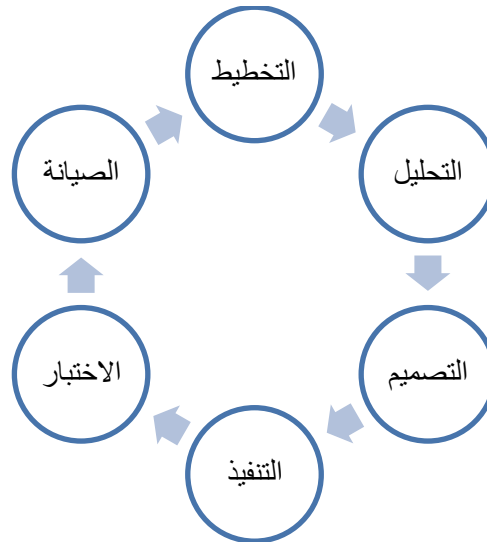 التخطيط
التحليل
التصميم
التنفيذ
الاختبار
الصيانة